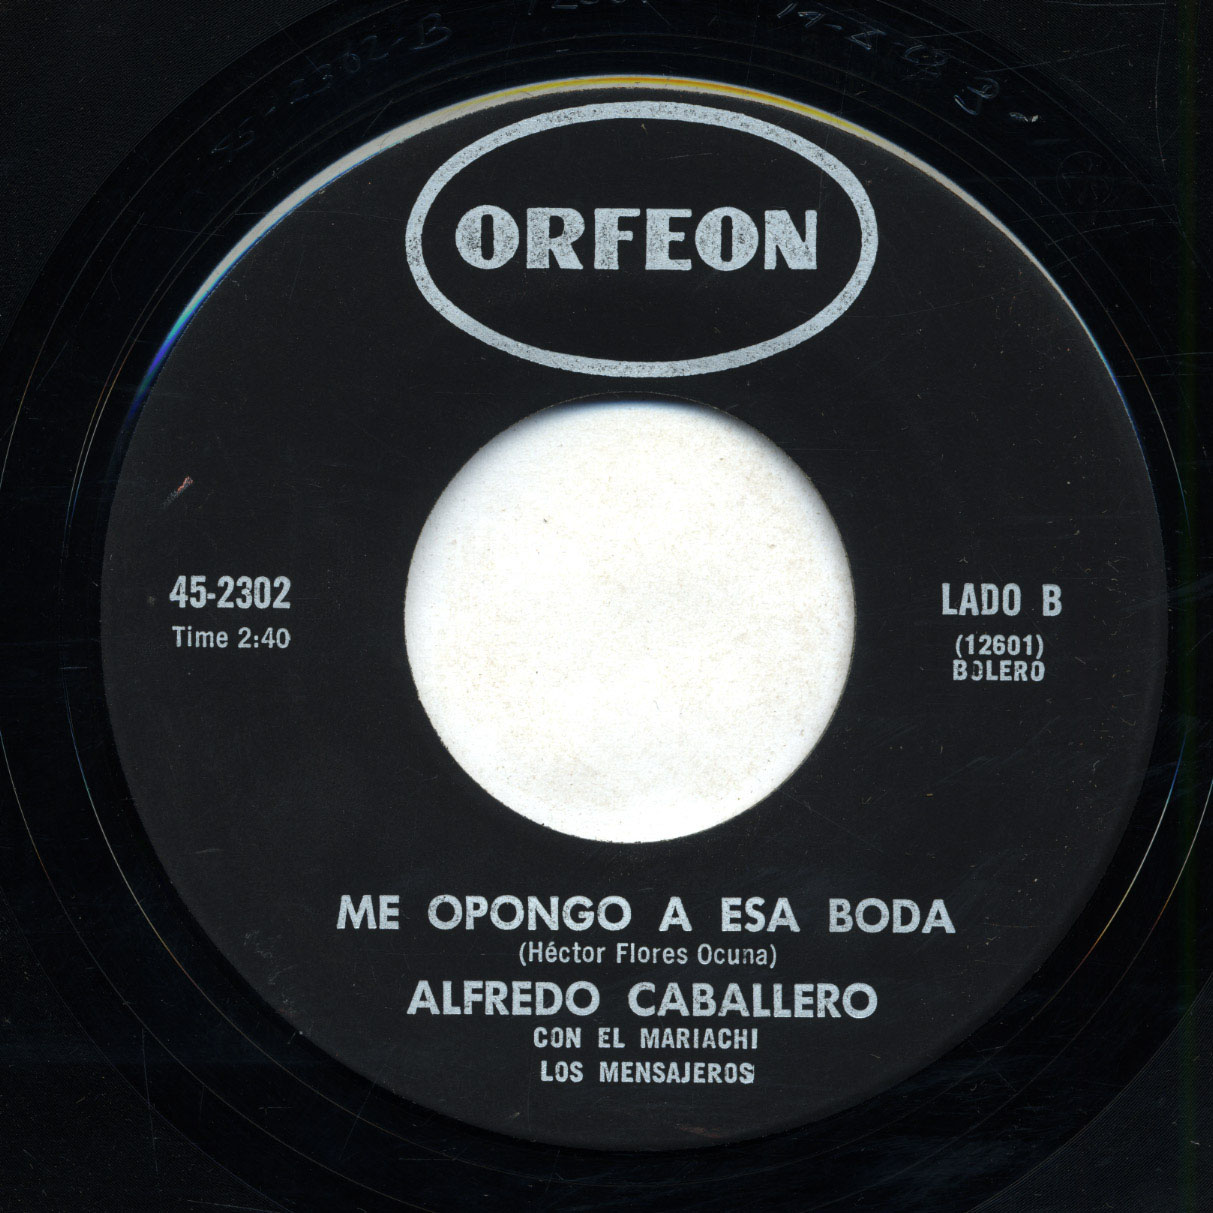 ORFEON
45-2302
Time 2:40
LADO B
(12601)
BOLERO
ME OPONGO A ESA BODA
(Héctor Flores Ocuna)
ALFREDO CABALLERO
CON EL MARIACHI
LOS MENSAJEROS